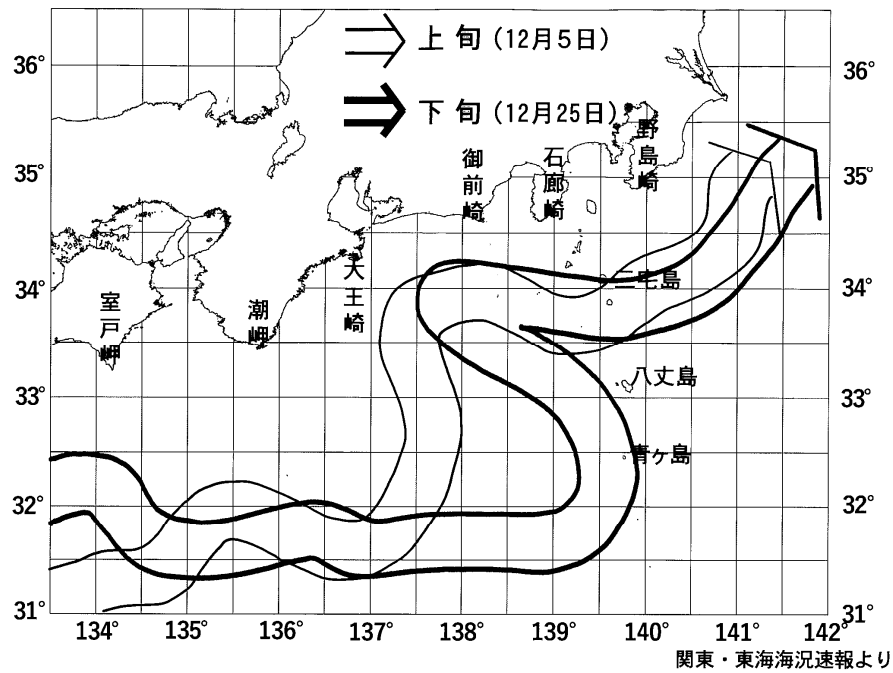 上 旬 (12月5日)
下 旬 (12月25日)
36°
36°
35°
35°
34°
34°
33°
33°
32°
32°
31°
31°
野島崎
石廊崎
御前崎
大王崎
潮岬
室戸岬
三宅島
八丈島
青ヶ島
134°
135°
136°
137°
138°
139°
140°
141°
142°
関東・東海海況速報より